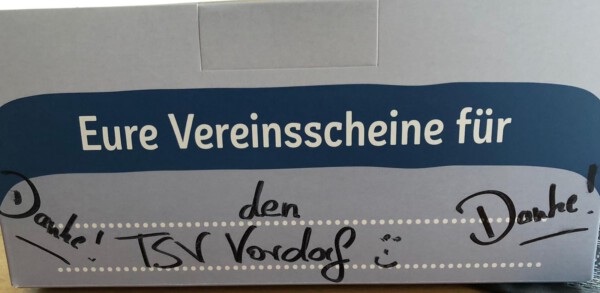 Eure Vereinsscheine für
Danke! den Danke!
TSV Vordorf